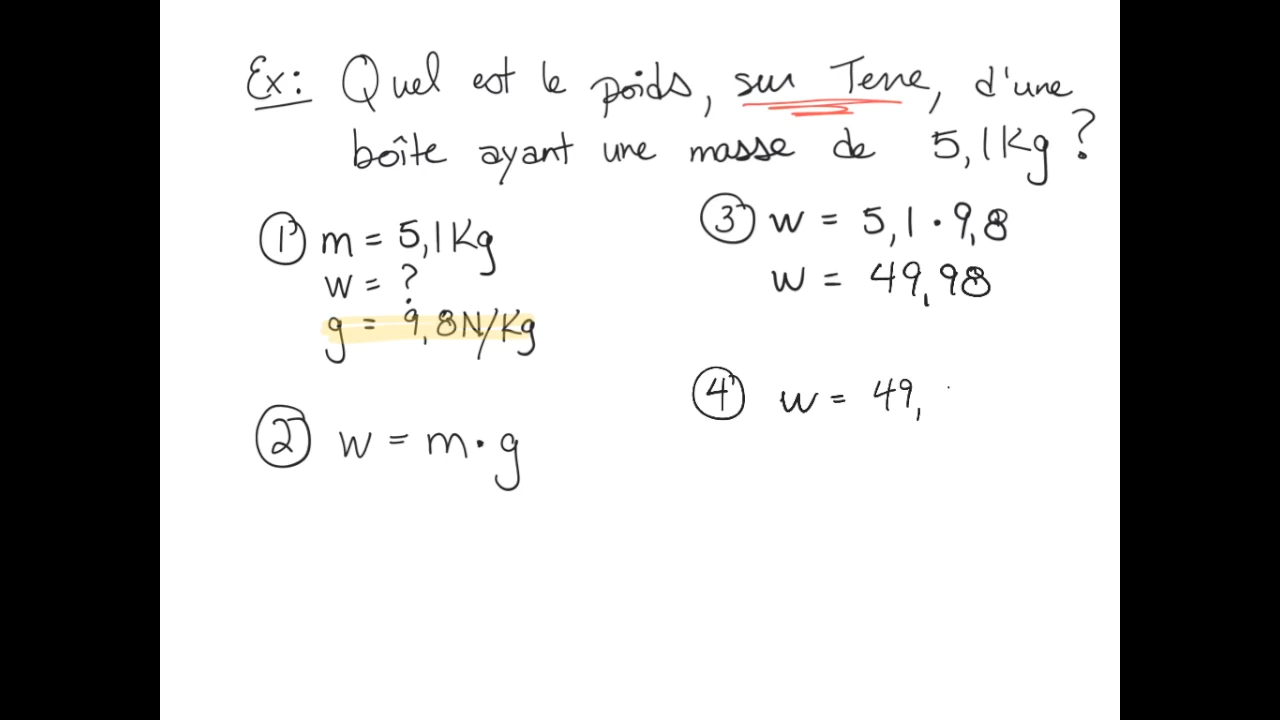 Ex: Quel est le poids, sur Terre, d'une
boîte ayant une masse de 5,1Kg ?
1) m = 5,1Kg
w = ?
g = 9,8N/Kg
2) w = m · g
3) w = 5,1 · 9,8
w = 49,98
4) w = 49,